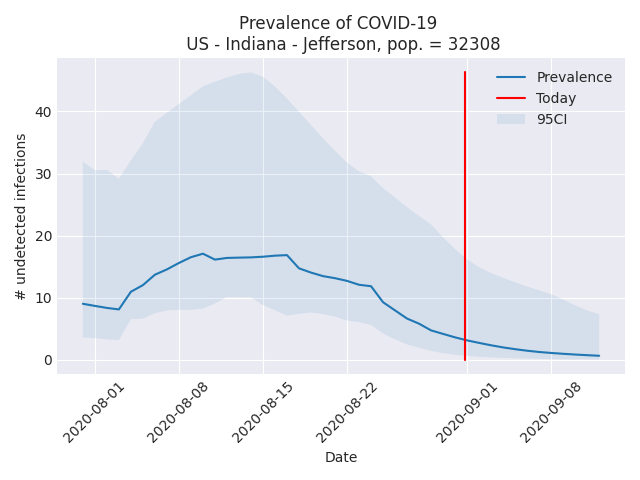 Prevalence of COVID-19
US - Indiana - Jefferson, pop. = 32308
Prevalence
Today
95CI
# undetected infections
40
30
20
10
0
2020-08-01
2020-08-08
2020-08-15
2020-08-22
2020-09-01
2020-09-08
Date